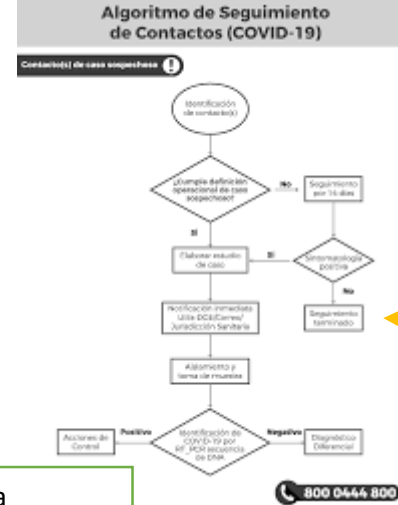 Algoritmo de Seguimiento
de Contactos (COVID-19)
Contacto(s) de caso sospechoso
Identificación
de contacto(s)
¿Cumple definición
operacional de caso
sospechoso?
No
Seguimiento
por 14 días
Si
Elaborar estudio
de caso
Si
Sintomatología
positiva
No
Notificación inmediata
UIES DGE/Correo/
Jurisdicción Sanitaria
Seguimiento
terminado
Aislamiento y
toma de muestra
Acciones de
Control
Positivo
Identificación de
COVID-19 por
RT_PCR secuencia
de DNA
Negativo
Diagnóstico
Diferencial
800 0444 800
a